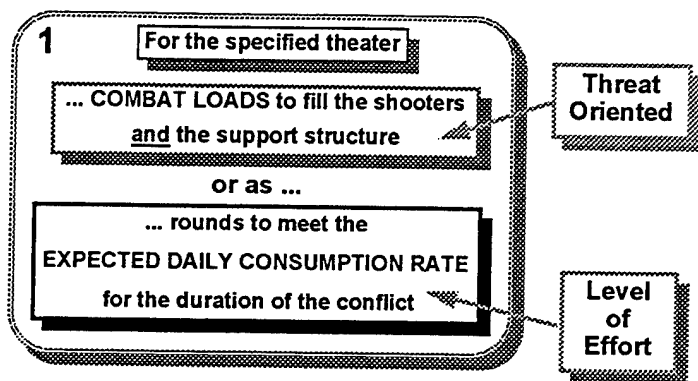 1
For the specified theater
... COMBAT LOADS to fill the shooters
and the support structure
or as ...
... rounds to meet the
EXPECTED DAILY CONSUMPTION RATE
for the duration of the conflict
Threat
Oriented
Level
of
Effort